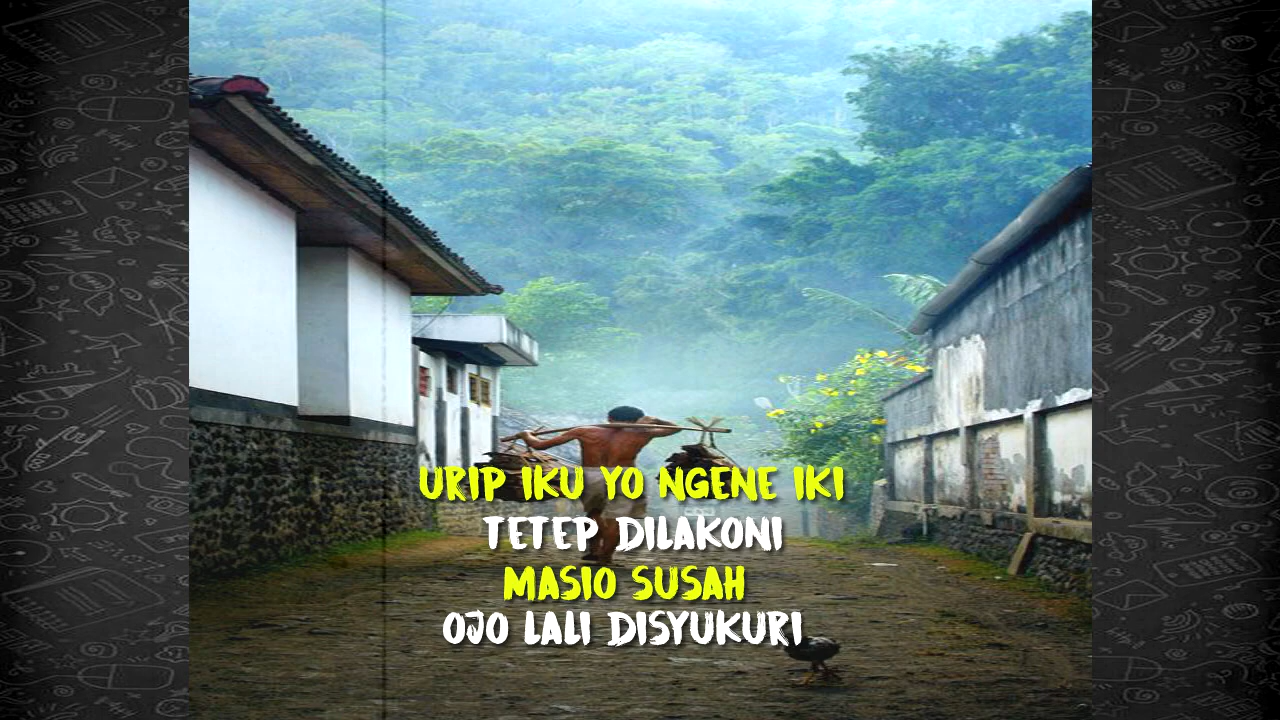 URIP IKU YO NGENE IKI
TETEP DILAKONI
MASIO SUSAH
OJO LALI DISYUKURI